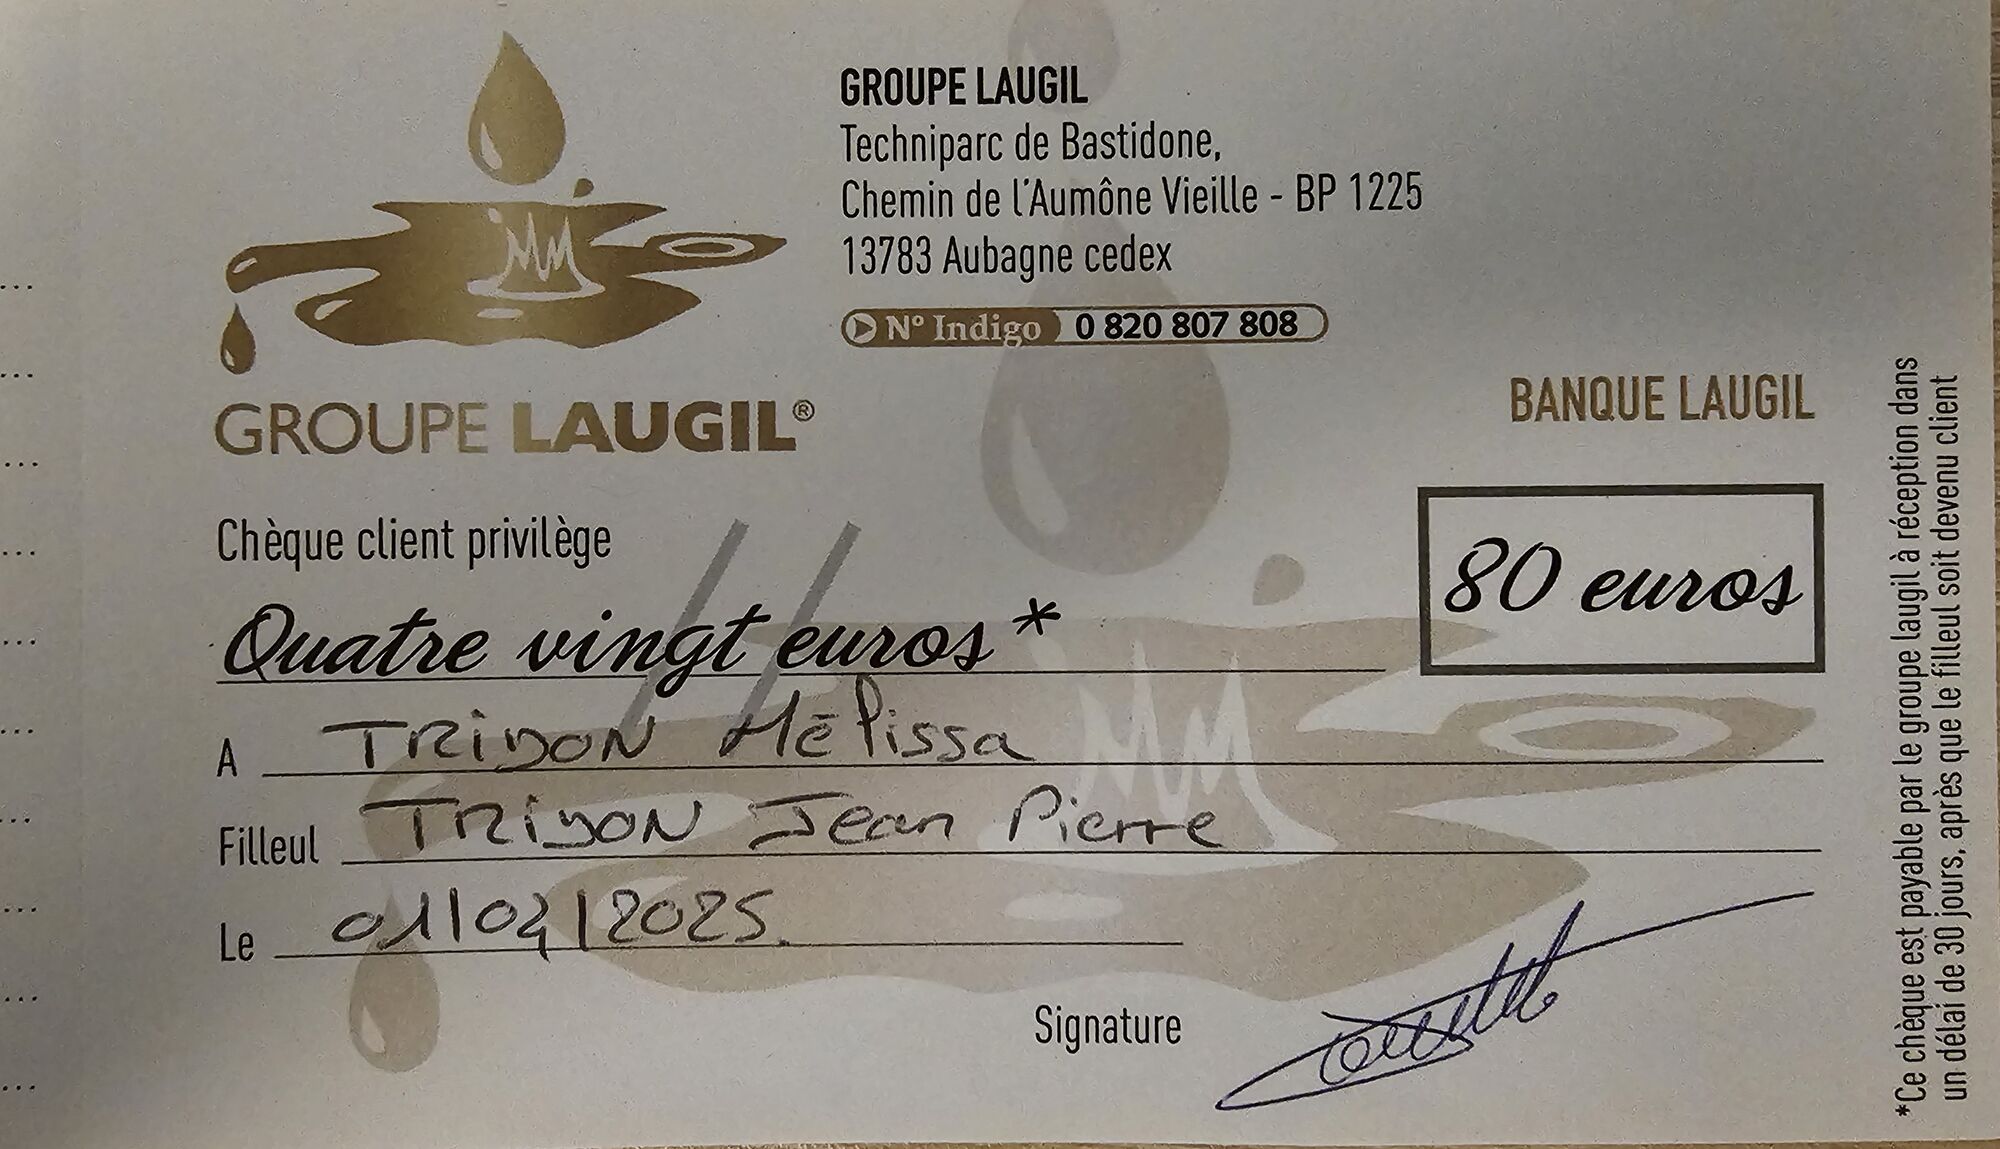 GROUPE LAUGIL
Techniparc de Bastidone,
Chemin de l'Aumône Vieille - BP 1225
13783 Aubagne cedex
N° Indigo 0 820 807 808
GROUPE LAUGIL®
BANQUE LAUGIL
Chèque client privilège
80 euros
Quatre vingt euros*
A TRIDON Mélissa
Filleul TRIDON Jean Pierre
Le 01/04/2025.
Signature
*Ce chèque est payable par le groupe laugil à réception dans
un délai de 30 jours, après que le filleul soit devenu client